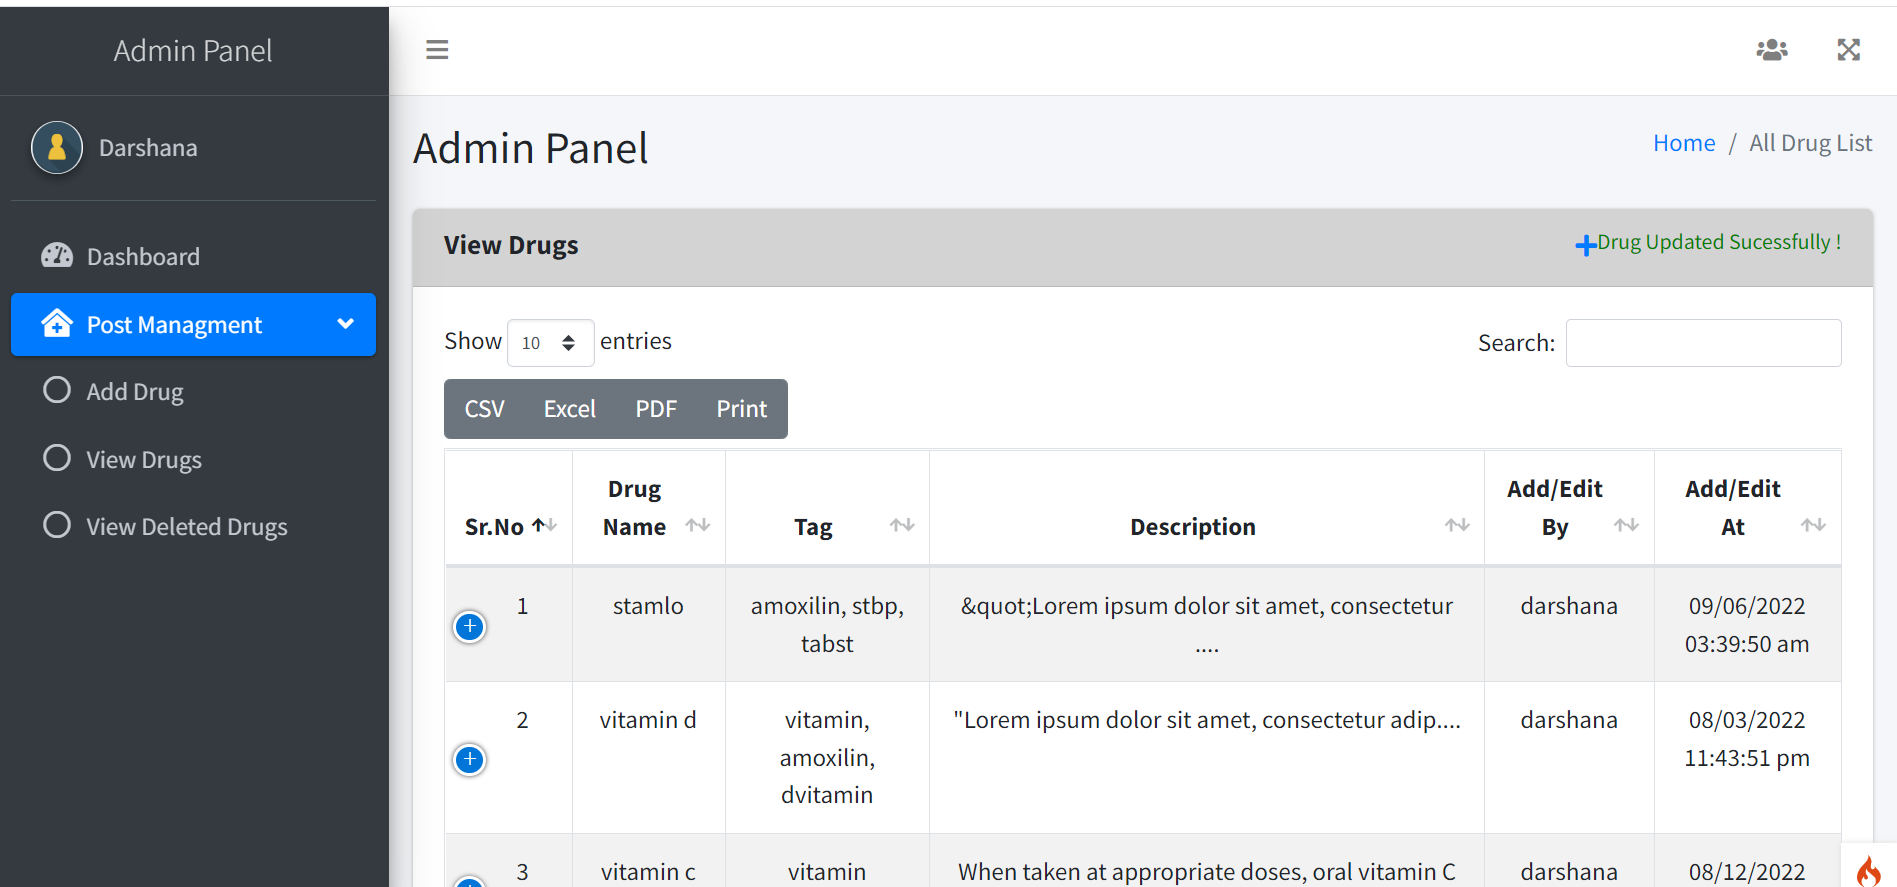 Admin Panel
Darshana
Dashboard
Post Managment
Add Drug
View Drugs
View Deleted Drugs
Admin Panel
Home / All Drug List
View Drugs
Drug Updated Sucessfully !
Show 10 entries
Search:
CSV Excel PDF Print
Sr.No
Drug
Name
Tag
Description
Add/Edit
By
Add/Edit
At
1
stamlo
amoxilin, stbp,
tabst
&quot;Lorem ipsum dolor sit amet, consectetur
....
darshana
09/06/2022
03:39:50 am
2
vitamin d
vitamin,
amoxilin,
dvitamin
"Lorem ipsum dolor sit amet, consectetur adip....
darshana
08/03/2022
11:43:51 pm
3
vitamin c
vitamin
When taken at appropriate doses, oral vitamin C
darshana
08/12/2022